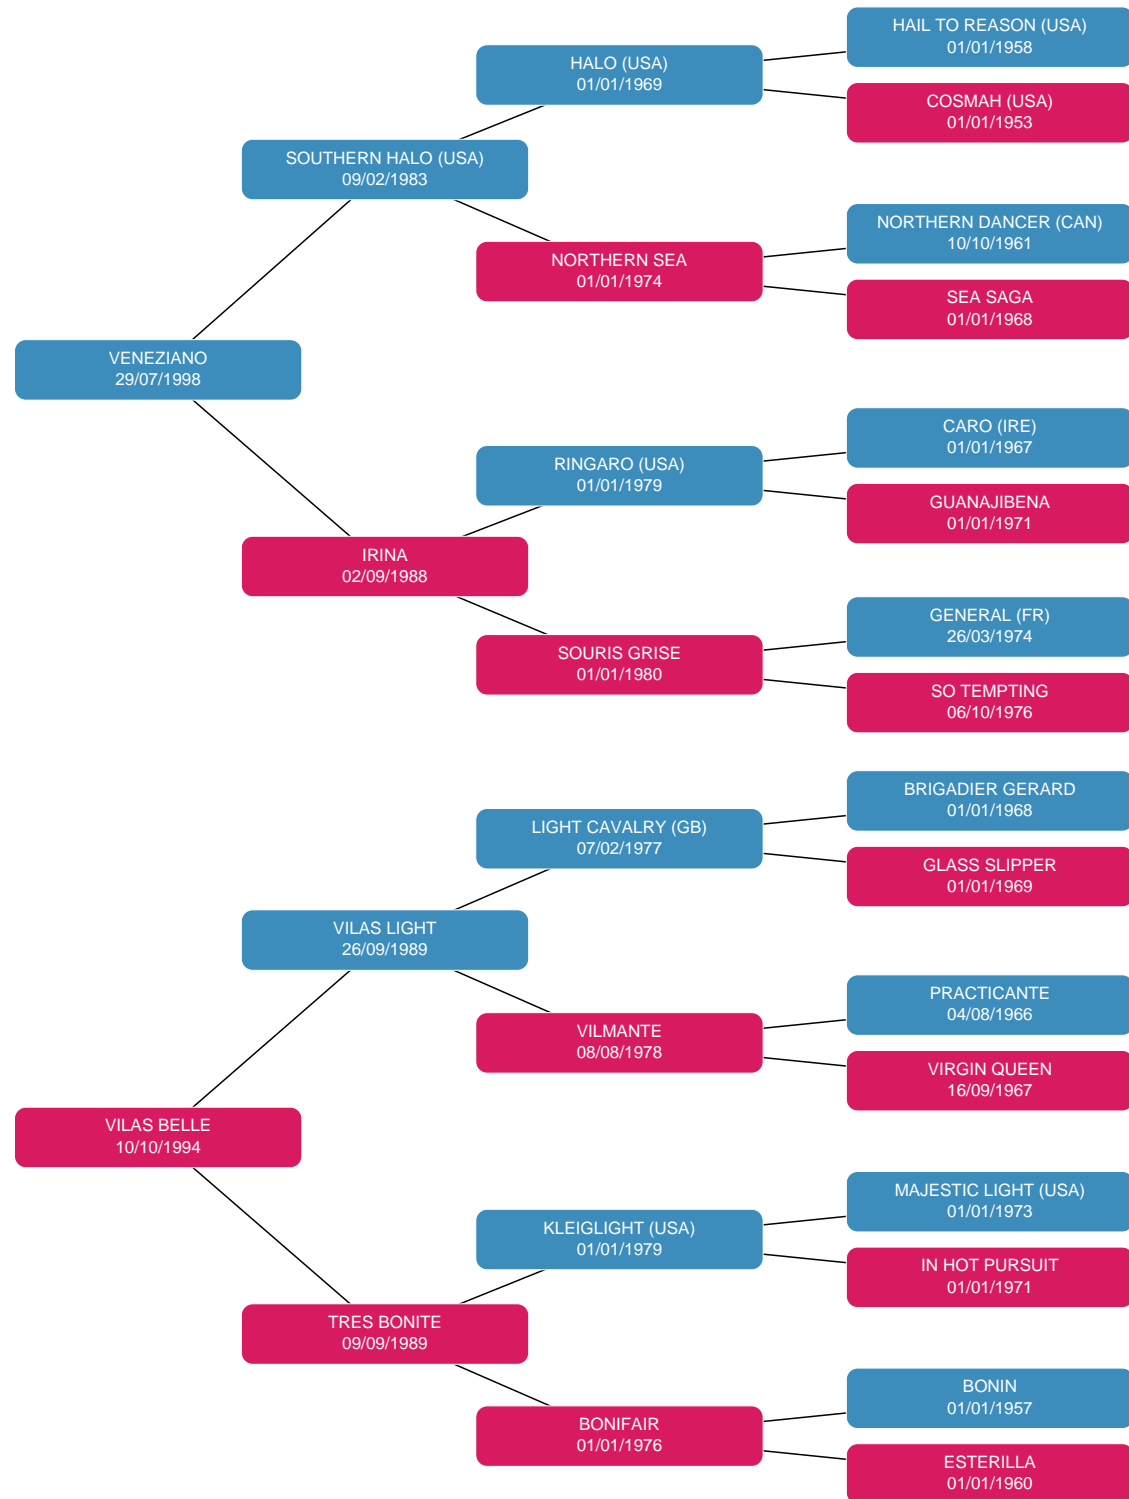 HAIL TO REASON (USA)
01/01/1958
HALO (USA)
01/01/1969
COSMAH (USA)
01/01/1953
SOUTHERN HALO (USA)
09/02/1983
NORTHERN DANCER (CAN)
10/10/1961
NORTHERN SEA
01/01/1974
SEA SAGA
01/01/1968
VENEZIANO
29/07/1998
CARO (IRE)
01/01/1967
RINGARO (USA)
01/01/1979
GUANAJIBENA
01/01/1971
IRINA
02/09/1988
GENERAL (FR)
26/03/1974
SOURIS GRISE
01/01/1980
SO TEMPTING
06/10/1976
BRIGADIER GERARD
01/01/1968
LIGHT CAVALRY (GB)
07/02/1977
GLASS SLIPPER
01/01/1969
VILAS LIGHT
26/09/1989
PRACTICANTE
04/08/1966
VILMANTE
08/08/1978
VIRGIN QUEEN
16/09/1967
VILAS BELLE
10/10/1994
MAJESTIC LIGHT (USA)
01/01/1973
KLEIGLIGHT (USA)
01/01/1979
IN HOT PURSUIT
01/01/1971
TRES BONITE
09/09/1989
BONIN
01/01/1957
BONIFAIR
01/01/1976
ESTERILLA
01/01/1960